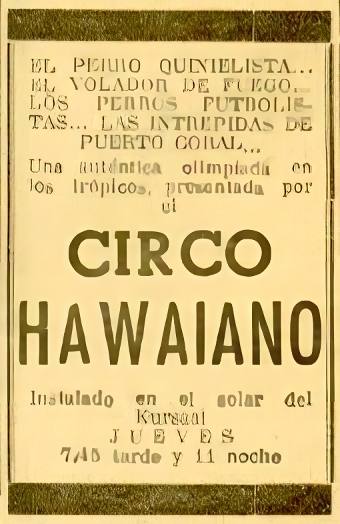 EL PERRO QUINIELISTA...
EL VOLADOR DE FUEGO.
LOS PERROS FUTBOLIS-
TAS... LAS INTREPIDAS DE
PUERTO CORAL...
Una auténtica olimpiada en
los trópicos, presentada por
el
CIRCO
HAWAIANO
Instalado en el solar del
Kursaal
JUEVES
7,45 tarde y 11 noche